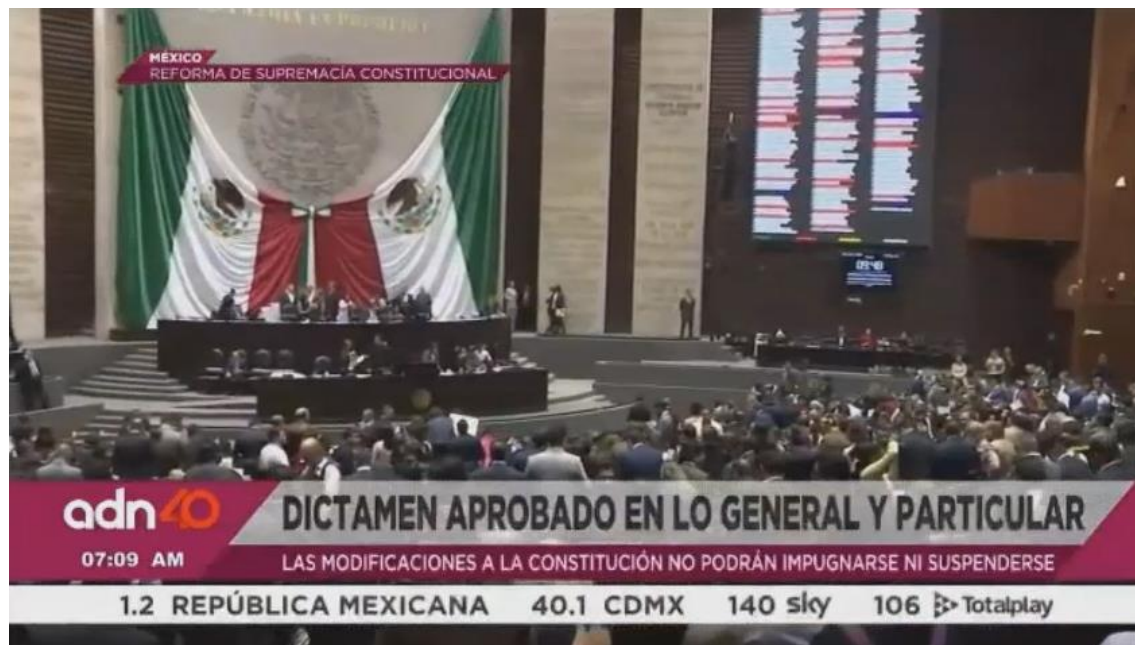 MÉXICO
REFORMA DE SUPREMACÍA CONSTITUCIONAL
adn40
DICTAMEN APROBADO EN LO GENERAL Y PARTICULAR
07:09 AM
LAS MODIFICACIONES A LA CONSTITUCIÓN NO PODRÁN IMPUGNARSE NI SUSPENDERSE
1.2 REPÚBLICA MEXICANA 40.1 CDMX 140 sky 106 Totalplay